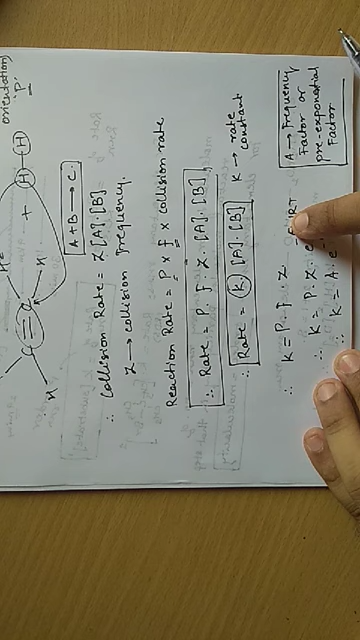 orientation
'P'
H
H
+
A+B → C.
∴ Collision Rate = Z[A]·[B]
Z → collision frequency.
Reaction Rate = P × f × collision rate
∴ Rate = P. f. Z. [A]. [B]
∴ Rate = (K) [A]. [B]
K → rate
constant
∴ K = P. f. Z
∴ K = P. Z. e
∴ K = A. e
A → Frequency
Factor or
pre-exponential
Factor